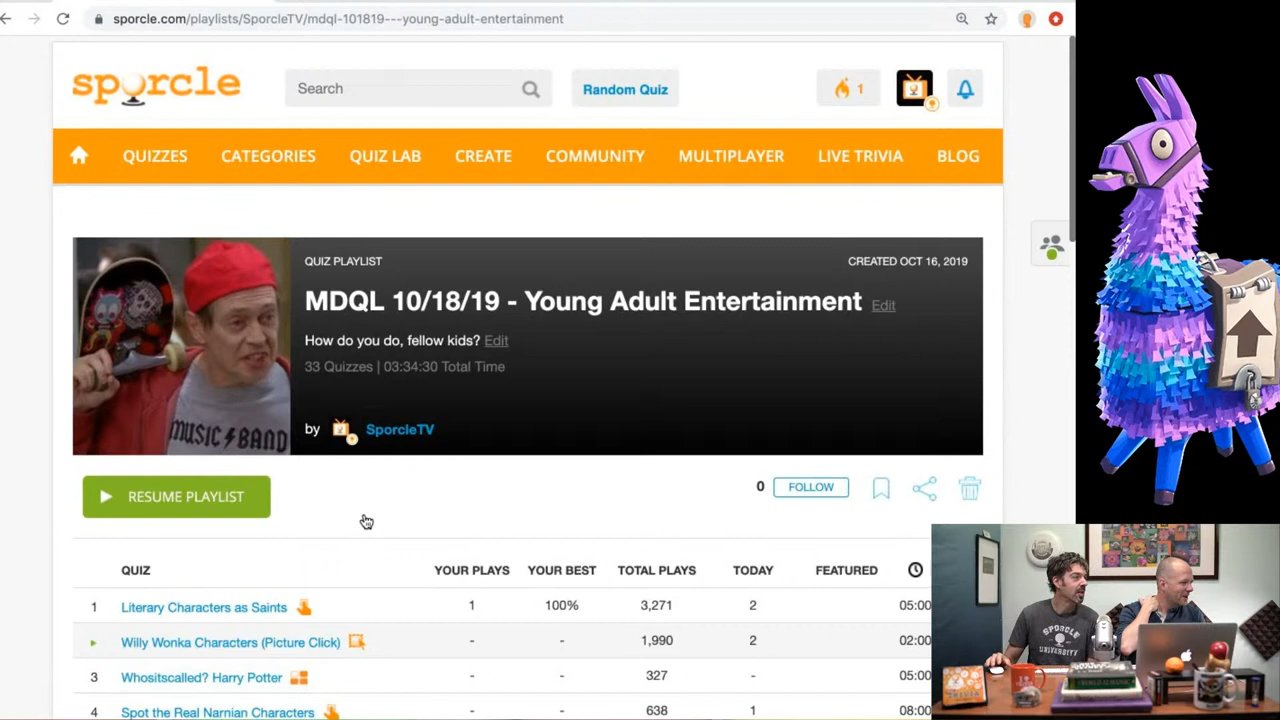 sporcle.com/playlists/SporcleTV/mdql-101819---young-adult-entertainment
sporcle
Search
Random Quiz
1
QUIZZES CATEGORIES QUIZ LAB CREATE COMMUNITY MULTIPLAYER LIVE TRIVIA BLOG
QUIZ PLAYLIST
CREATED OCT 16, 2019
MDQL 10/18/19 - Young Adult Entertainment Edit
How do you do, fellow kids? Edit
33 Quizzes | 03:34:30 Total Time
MUSIC BAND
by SporcleTV
RESUME PLAYLIST
0 FOLLOW
QUIZ YOUR PLAYS YOUR BEST TOTAL PLAYS TODAY FEATURED
1 Literary Characters as Saints 1 100% 3,271 2 05:00
Willy Wonka Characters (Picture Click) - - 1,990 2 02:00
3 Whositscalled? Harry Potter - - 327 - 05:00
4 Spot the Real Narnian Characters - - 638 1 08:00
SPORCLE
UNIVERSITY
TRIVIA